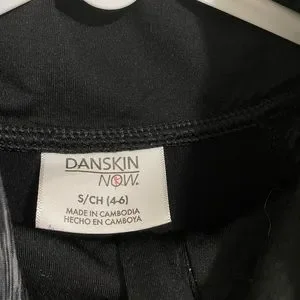 DANSKIN
NOW.
S/CH (4-6)
MADE IN CAMBODIA
HECHO EN CAMBOYA